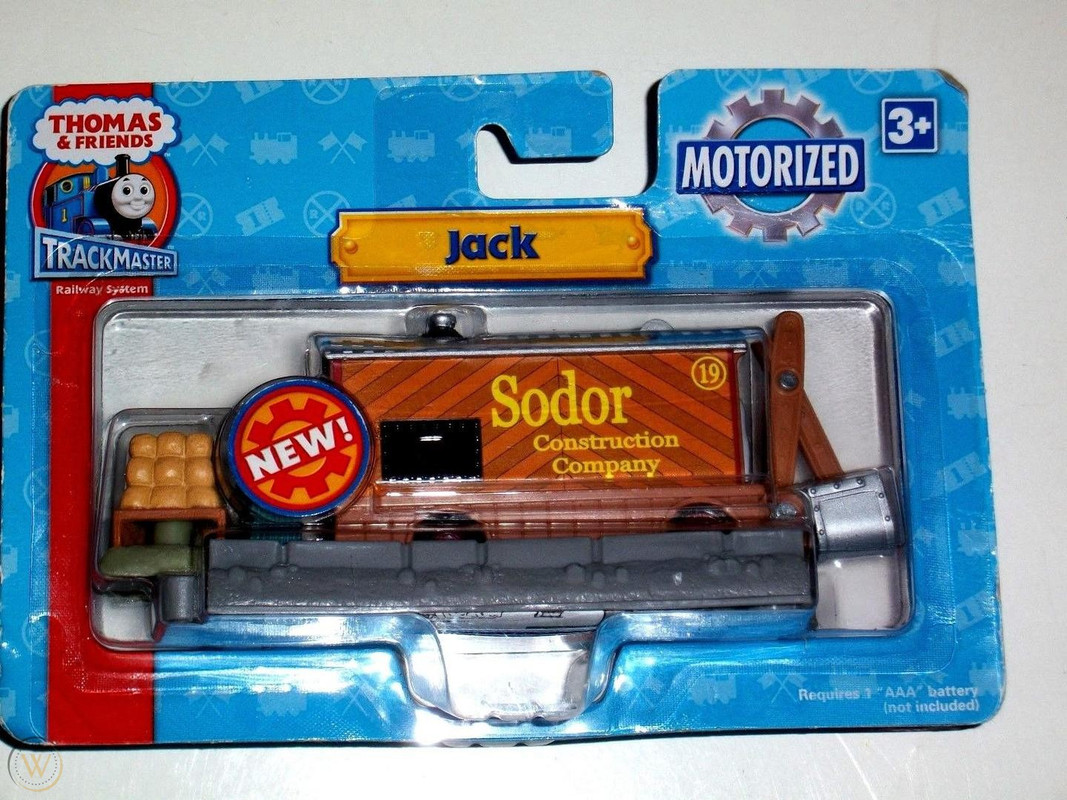 THOMAS
& FRIENDS
1
TRACKMASTER
Railway System
MOTORIZED
3+
Jack
NEW!
19
Sodor
Construction
Company
Requires 1 "AAA" battery
(not included)
W